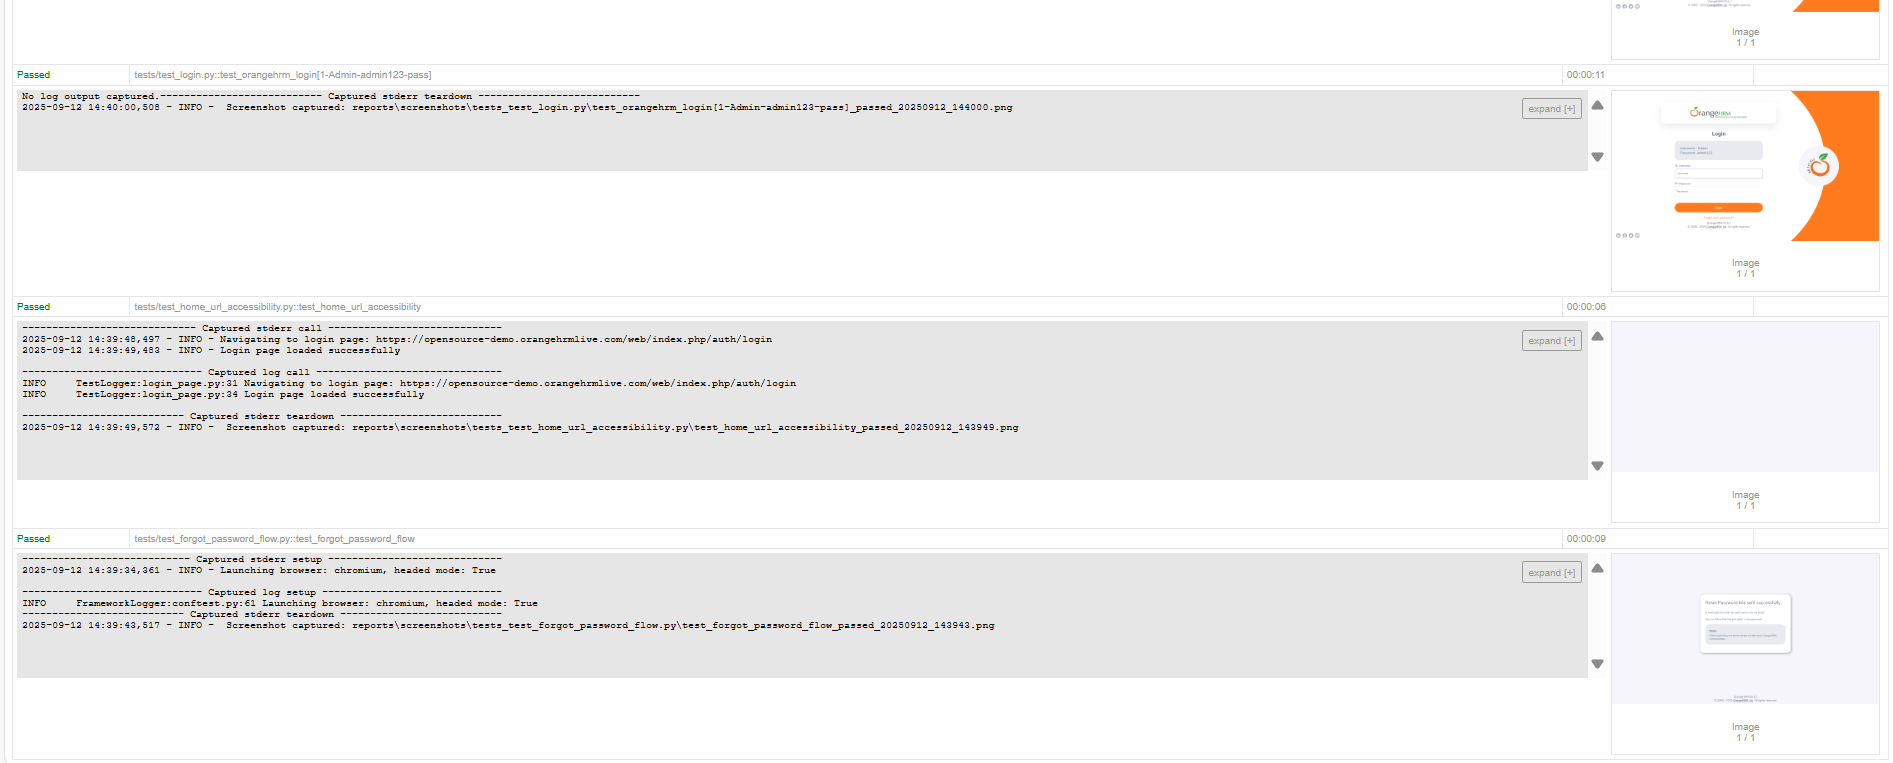 Image
1 / 1
Passed
tests/test_login.py::test_orangehrm_login[1-Admin-admin123-pass]
00:00:11
No log output captured.--------------------------- Captured stderr teardown ---------------------------
2025-09-12 14:40:00,508 - INFO -  Screenshot captured: reports\screenshots\tests_test_login.py\test_orangehrm_login[1-Admin-admin123-pass]_passed_20250912_144000.png
expand [+]
OrangeHRM
Login
Image
1 / 1
Passed
tests/test_home_url_accessibility.py::test_home_url_accessibility
00:00:06
----------------------------- Captured stderr call -----------------------------
2025-09-12 14:39:48,497 - INFO - Navigating to login page: https://opensource-demo.orangehrmlive.com/web/index.php/auth/login
2025-09-12 14:39:49,483 - INFO - Login page loaded successfully
expand [+]
------------------------------ Captured log call -------------------------------
INFO     TestLogger:login_page.py:31 Navigating to login page: https://opensource-demo.orangehrmlive.com/web/index.php/auth/login
INFO     TestLogger:login_page.py:34 Login page loaded successfully
--------------------------- Captured stderr teardown ---------------------------
2025-09-12 14:39:49,572 - INFO -  Screenshot captured: reports\screenshots\tests_test_home_url_accessibility.py\test_home_url_accessibility_passed_20250912_143949.png
Image
1 / 1
Passed
tests/test_forgot_password_flow.py::test_forgot_password_flow
00:00:09
---------------------------- Captured stderr setup -----------------------------
2025-09-12 14:39:34,361 - INFO - Launching browser: chromium, headed mode: True
expand [+]
----------------------------- Captured log setup -------------------------------
INFO     FrameworkLogger:conftest.py:61 Launching browser: chromium, headed mode: True
--------------------------- Captured stderr teardown ---------------------------
2025-09-12 14:39:43,517 - INFO -  Screenshot captured: reports\screenshots\tests_test_forgot_password_flow.py\test_forgot_password_flow_passed_20250912_143943.png
Reset Password link sent successfully
Image
1 / 1